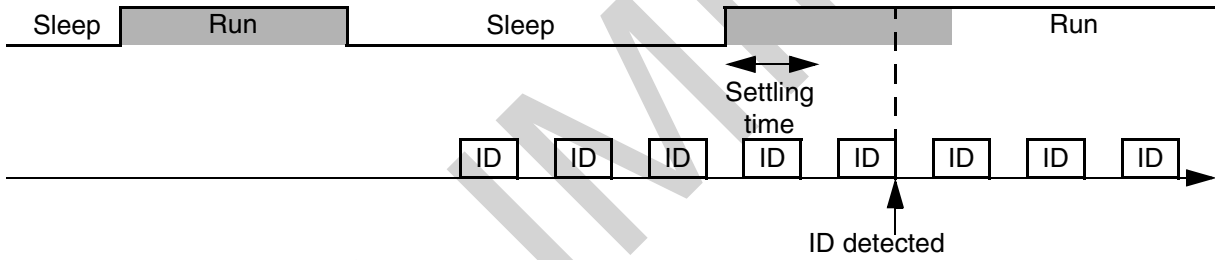 Sleep Run Sleep Run
Settling
time
ID ID ID ID ID ID ID ID
ID detected